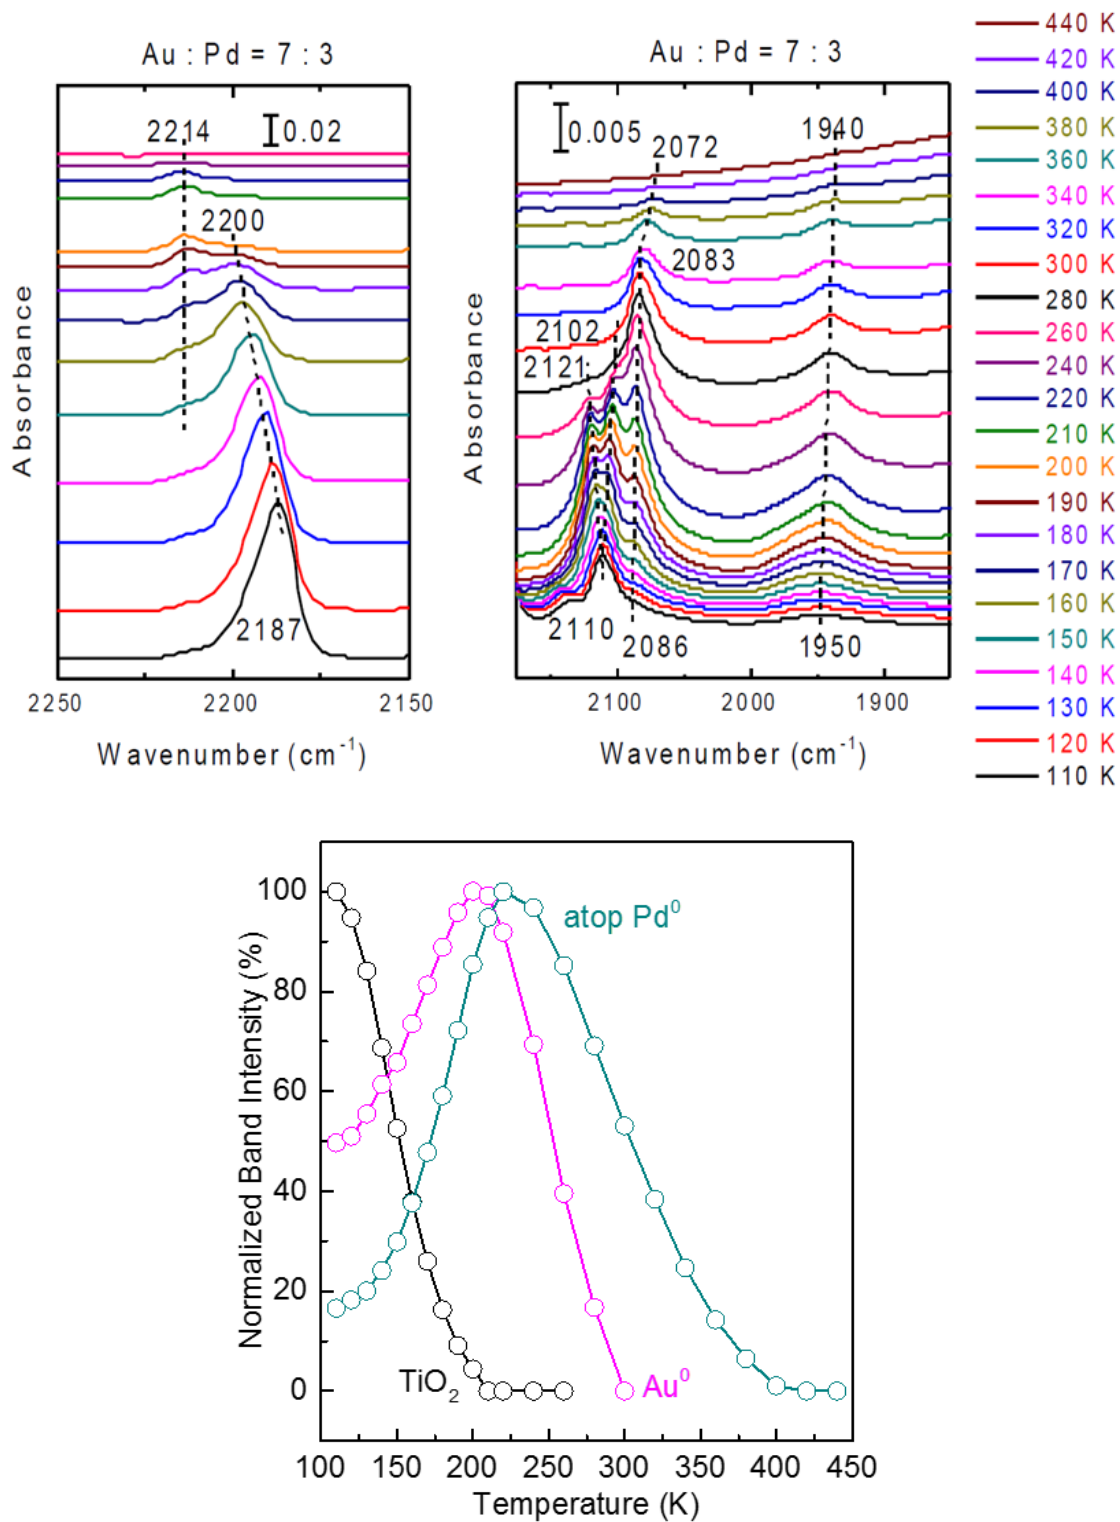 Au : Pd = 7 : 3
2214
0.02
2200
2187
Absorbance
2250
2200
2150
Wavenumber (cm⁻¹)
Au : Pd = 7 : 3
0.005
2072
1940
2083
2102
2121
2110
2086
1950
Absorbance
2100
2000
1900
Wavenumber (cm⁻¹)
440 K
420 K
400 K
380 K
360 K
340 K
320 K
300 K
280 K
260 K
240 K
220 K
210 K
200 K
190 K
180 K
170 K
160 K
150 K
140 K
130 K
120 K
110 K
Normalized Band Intensity (%)
100
80
60
40
20
0
atop Pd⁰
TiO₂
Au⁰
100
150
200
250
300
350
400
450
Temperature (K)